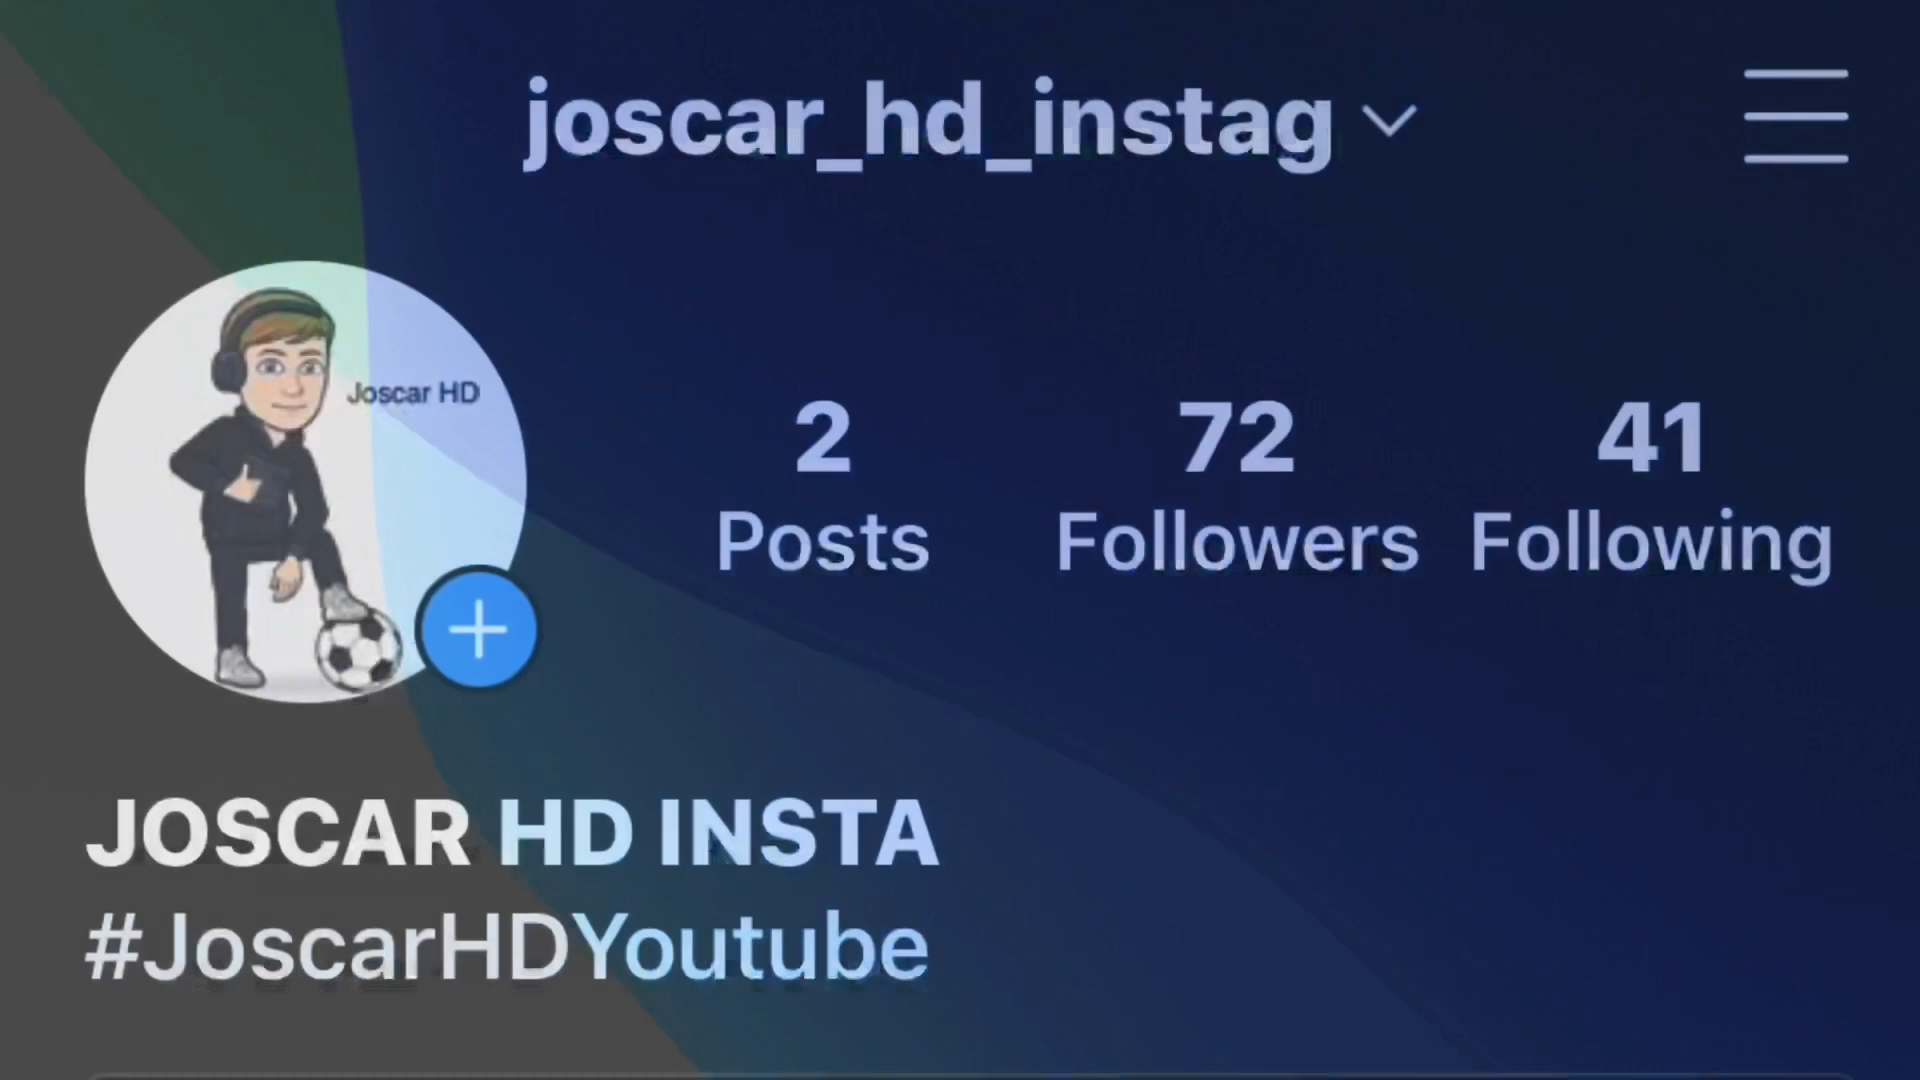 joscar_hd_instag
Joscar HD
2 72 41
Posts Followers Following
JOSCAR HD INSTA
#JoscarHDYoutube